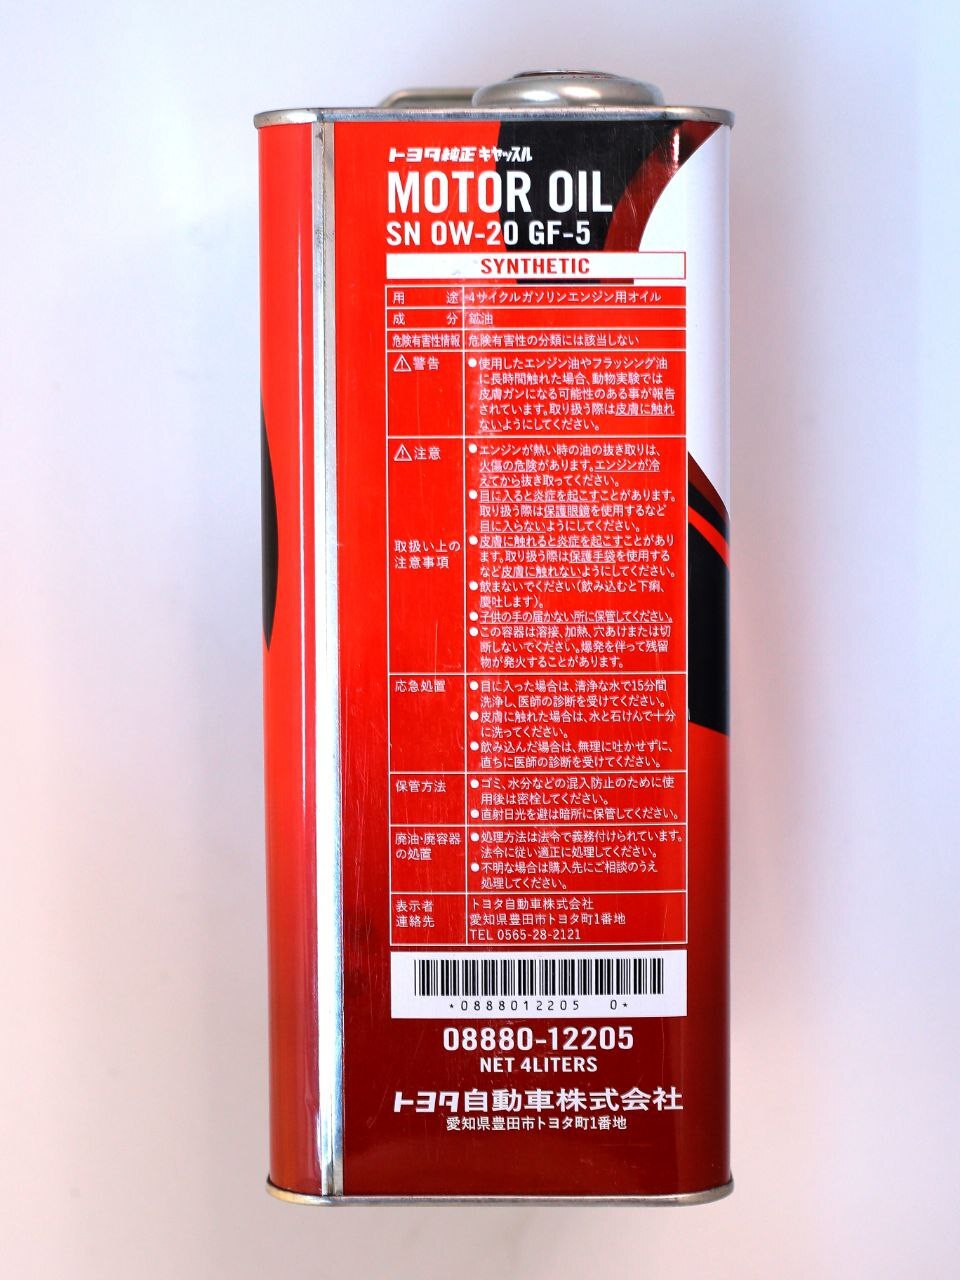 トヨタ純正キャッスル
MOTOR OIL
SN 0W-20 GF-5
SYNTHETIC
用途 4サイクルガソリンエンジン用オイル
成分 鉱油
危険有害性情報 危険有害性の分類には該当しない
⚠警告 ●使用したエンジン油やフラッシング油
に長時間触れた場合、動物実験では
皮膚ガンになる可能性のある事が報告
されています。取り扱う際は皮膚に触れ
ないようにしてください。
⚠注意 ●エンジンが熱い時の油の抜き取りは、
火傷の危険があります。エンジンが冷
えてから抜き取ってください。
●目に入ると炎症を起こすことがあります。
取り扱う際は保護眼鏡を使用するなど
目に入らないようにしてください。
取扱い上の
注意事項
●皮膚に触れると炎症を起こすことがあり
ます。取り扱う際は保護手袋を使用する
など皮膚に触れないようにしてください。
●飲まないでください(飲み込むと下痢、
嘔吐します)。
●子供の手の届かない所に保管してください。
●この容器は溶接、加熱、穴あけまたは切
断しないでください。爆発を伴って残留
物が発火することがあります。
応急処置 ●目に入った場合は、清浄な水で15分間
洗浄し、医師の診断を受けてください。
●皮膚に触れた場合は、水と石けんで十分
に洗ってください。
●飲み込んだ場合は、無理に吐かせずに、
直ちに医師の診断を受けてください。
保管方法 ●ゴミ、水分などの混入防止のために使
用後は密栓してください。
●直射日光を避け暗所に保管してください。
廃油・廃容器
の処置
●処理方法は法令で義務付けられています。
法令に従い適正に処理してください。
●不明な場合は購入先にご相談のうえ
処理してください。
表示者
連絡先
トヨタ自動車株式会社
愛知県豊田市トヨタ町1番地
TEL 0565-28-2121
*0888012205 0*
08880-12205
NET 4LITERS
トヨタ自動車株式会社
愛知県豊田市トヨタ町1番地